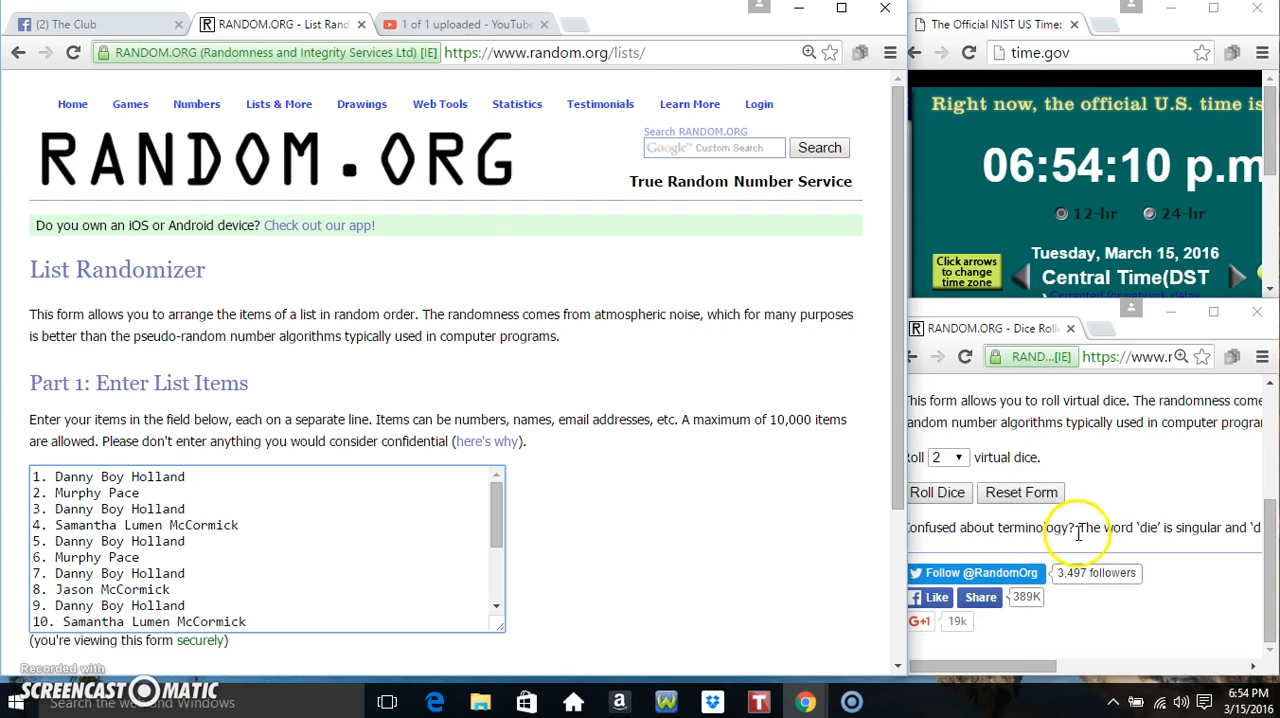 (2) The Club
RANDOM.ORG - List Rand
1 of 1 uploaded - YouTube
RANDOM.ORG (Randomness and Integrity Services Ltd) [IE]
https://www.random.org/lists/
Home Games Numbers Lists & More Drawings Web Tools Statistics Testimonials Learn More Login
RANDOM.ORG
Search RANDOM.ORG
Google™ Custom Search
Search
True Random Number Service
Do you own an iOS or Android device? Check out our app!
List Randomizer
This form allows you to arrange the items of a list in random order. The randomness comes from atmospheric noise, which for many purposes
is better than the pseudo-random number algorithms typically used in computer programs.
Part 1: Enter List Items
Enter your items in the field below, each on a separate line. Items can be numbers, names, email addresses, etc. A maximum of 10,000 items
are allowed. Please don't enter anything you would consider confidential (here's why).
1. Danny Boy Holland
2. Murphy Pace
3. Danny Boy Holland
4. Samantha Lumen McCormick
5. Danny Boy Holland
6. Murphy Pace
7. Danny Boy Holland
8. Jason McCormick
9. Danny Boy Holland
10. Samantha Lumen McCormick
(you're viewing this form securely)
The Official NIST US Time:
time.gov
Right now, the official U.S. time is
06:54:10 p.m
12-hr 24-hr
Click arrows
to change
time zone
Tuesday, March 15, 2016
Central Time(DST
)
Corrected for network delay
RANDOM.ORG - Dice Rolle
RAND...[IE]
https://www.r
This form allows you to roll virtual dice. The randomness come
random number algorithms typically used in computer progra
Roll 2 virtual dice.
Roll Dice
Reset Form
Confused about terminology? The word ‘die’ is singular and ‘d
Follow @RandomOrg
3,497 followers
Like
Share
389K
G+1
19k
Recorded with
SCREENCAST-O-MATIC
Search the web and Windows
6:54 PM
3/15/2016